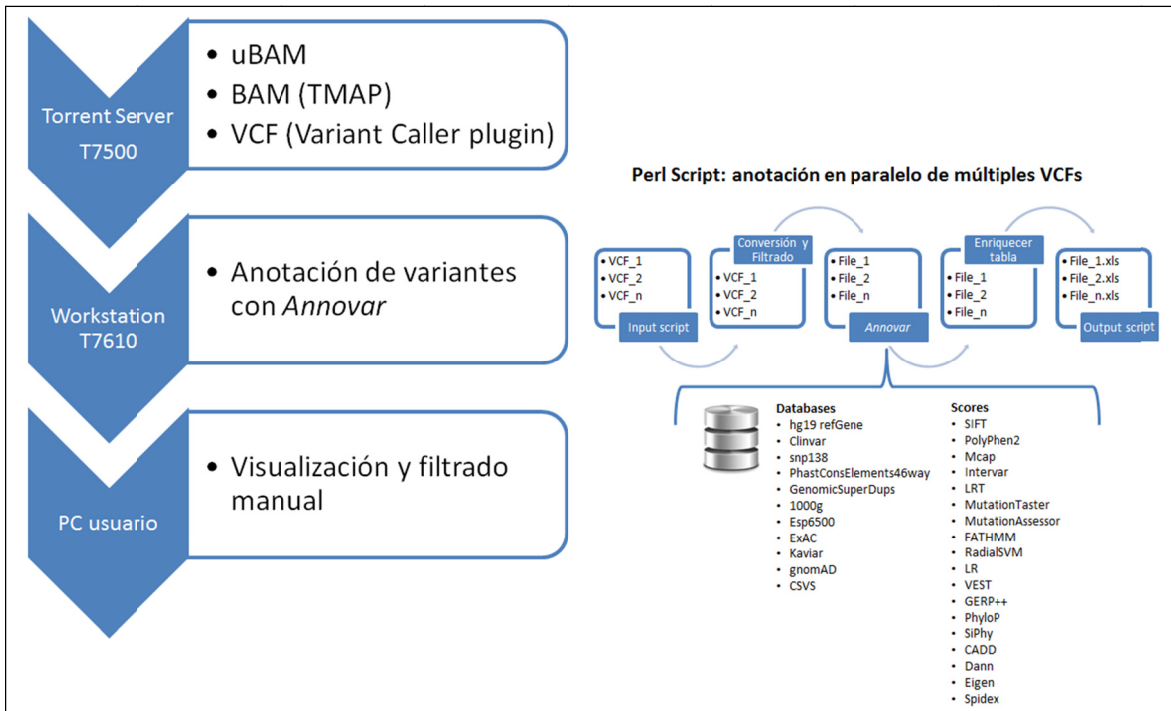 Torrent Server
T7500
• uBAM
• BAM (TMAP)
• VCF (Variant Caller plugin)
Workstation
T7610
• Anotación de variantes
con Annovar
PC usuario
• Visualización y filtrado
manual
Perl Script: anotación en paralelo de múltiples VCFs
• VCF_1
• VCF_2
• VCF_n
Input script
Conversión y
Filtrado
• VCF_1
• VCF_2
• VCF_n
• File_1
• File_2
• File_n
Annovar
Enriquecer
tabla
• File_1
• File_2
• File_n
• File_1.xls
• File_2.xls
• File_n.xls
Output script
Databases
• hg19 refGene
• Clinvar
• snp138
• PhastConsElements46way
• GenomicSuperDups
• 1000g
• Esp6500
• ExAC
• Kaviar
• gnomAD
• CSVS
Scores
• SIFT
• PolyPhen2
• Mcap
• Intervar
• LRT
• MutationTaster
• MutationAssessor
• FATHMM
• RadialSVM
• LR
• VEST
• GERP++
• PhyloP
• SiPhy
• CADD
• Dann
• Eigen
• Spidex